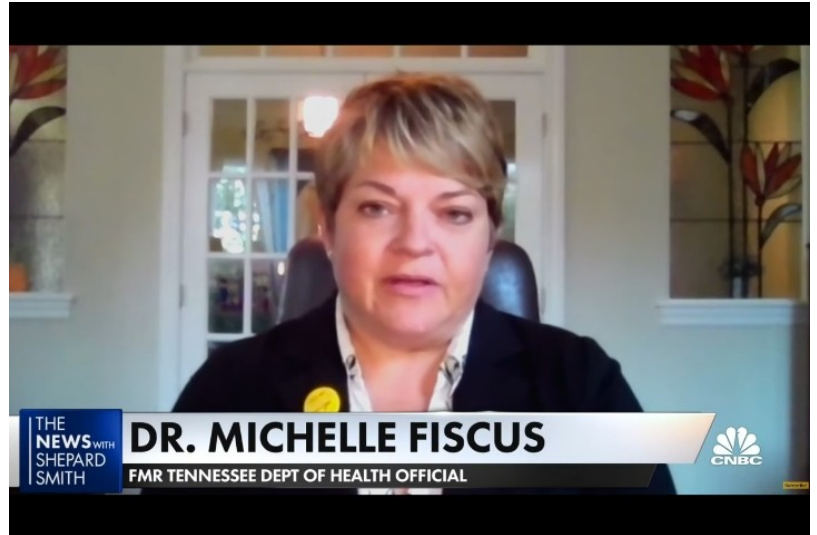 THE
NEWS WITH
SHEPARD
SMITH
DR. MICHELLE FISCUS
FMR TENNESSEE DEPT OF HEALTH OFFICIAL
CNBC